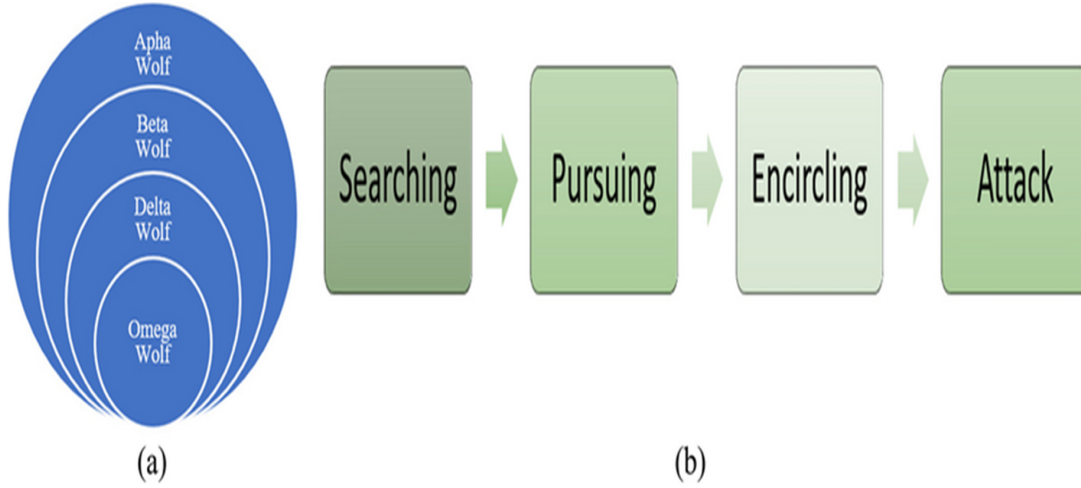 Apha
Wolf
Beta
Wolf
Delta
Wolf
Omega
Wolf
(a)
Searching
Pursuing
Encircling
Attack
(b)